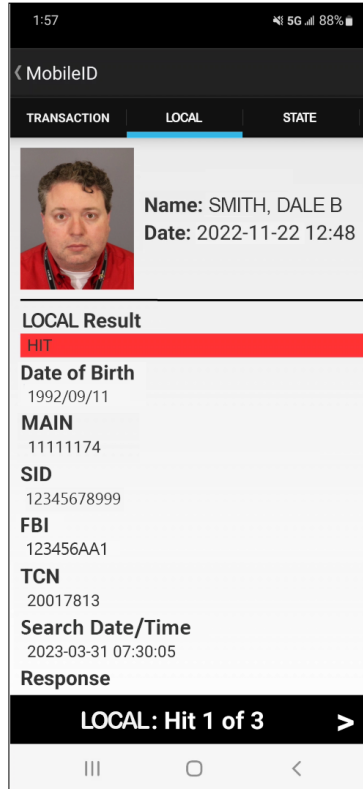 1:57 5G 88%
MobileID
TRANSACTION LOCAL STATE
Name: SMITH, DALE B
Date: 2022-11-22 12:48
LOCAL Result
HIT
Date of Birth
1992/09/11
MAIN
11111174
SID
12345678999
FBI
123456AA1
TCN
20017813
Search Date/Time
2023-03-31 07:30:05
Response
LOCAL: Hit 1 of 3 >